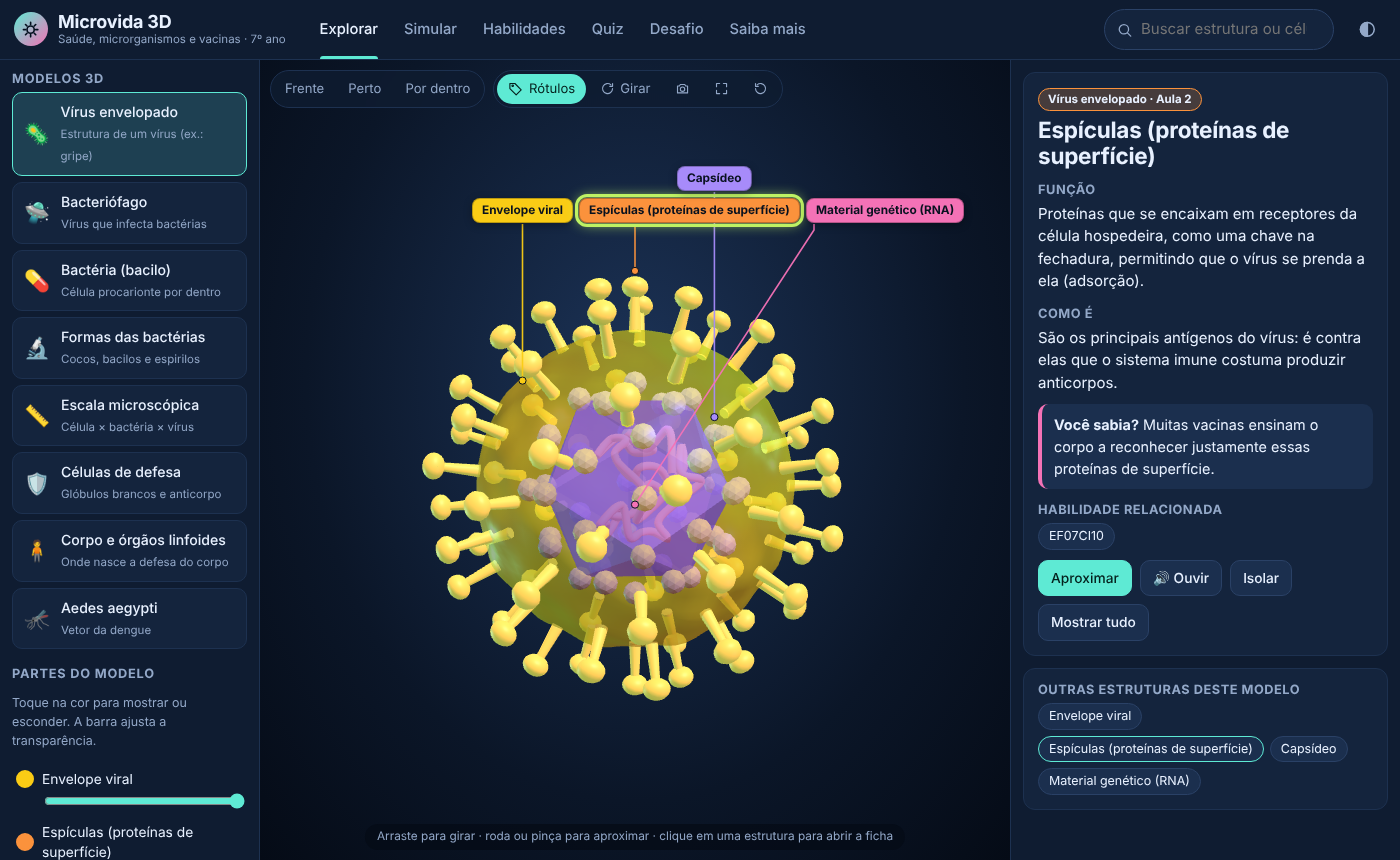 Microvida 3D
Saúde, microrganismos e vacinas · 7º ano
Explorar
Simular
Habilidades
Quiz
Desafio
Saiba mais
Buscar estrutura ou cél
MODELOS 3D
Vírus envelopado
Estrutura de um vírus (ex.:
gripe)
Bacteriófago
Vírus que infecta bactérias
Bactéria (bacilo)
Célula procarionte por dentro
Formas das bactérias
Cocos, bacilos e espirilos
Escala microscópica
Célula × bactéria × vírus
Células de defesa
Glóbulos brancos e anticorpo
Corpo e órgãos linfoides
Onde nasce a defesa do corpo
Aedes aegypti
Vetor da dengue
PARTES DO MODELO
Toque na cor para mostrar ou
esconder. A barra ajusta a
transparência.
Envelope viral
Espículas (proteínas de
superfície)
Frente
Perto
Por dentro
Rótulos
Girar
Capsídeo
Envelope viral
Espículas (proteínas de superfície)
Material genético (RNA)
Arraste para girar · roda ou pinça para aproximar · clique em uma estrutura para abrir a ficha
Vírus envelopado · Aula 2
Espículas (proteínas de
superfície)
FUNÇÃO
Proteínas que se encaixam em receptores da
célula hospedeira, como uma chave na
fechadura, permitindo que o vírus se prenda a
ela (adsorção).
COMO É
São os principais antígenos do vírus: é contra
elas que o sistema imune costuma produzir
anticorpos.
Você sabia? Muitas vacinas ensinam o
corpo a reconhecer justamente essas
proteínas de superfície.
HABILIDADE RELACIONADA
EF07CI10
Aproximar
Ouvir
Isolar
Mostrar tudo
OUTRAS ESTRUTURAS DESTE MODELO
Envelope viral
Espículas (proteínas de superfície)
Capsídeo
Material genético (RNA)